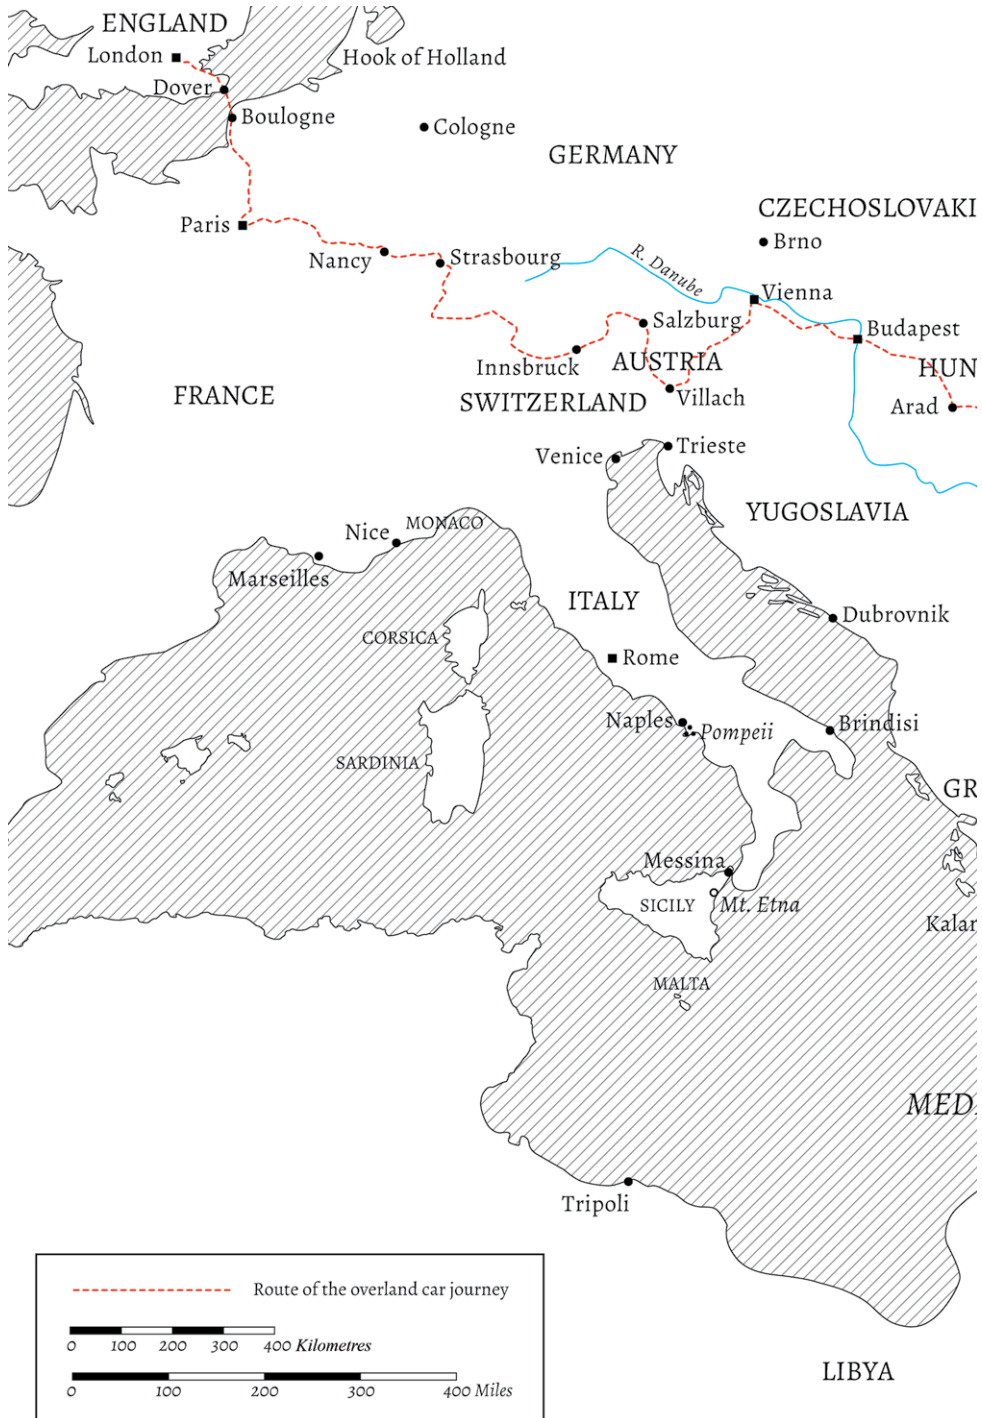 ENGLAND
London
Hook of Holland
Dover
Boulogne
Cologne
GERMANY
CZECHOSLOVAKI
Paris
Brno
Nancy
Strasbourg
R. Danube
Vienna
Salzburg
Budapest
Innsbruck
AUSTRIA
HUN
FRANCE
SWITZERLAND
Villach
Arad
Venice
Trieste
YUGOSLAVIA
Nice
MONACO
Marseilles
ITALY
Dubrovnik
CORSICA
Rome
Naples
Pompeii
Brindisi
SARDINIA
GR
Messina
SICILY
Mt. Etna
Kalar
MALTA
MED
Tripoli
Route of the overland car journey
0 100 200 300 400 Kilometres
0 100 200 300 400 Miles
LIBYA